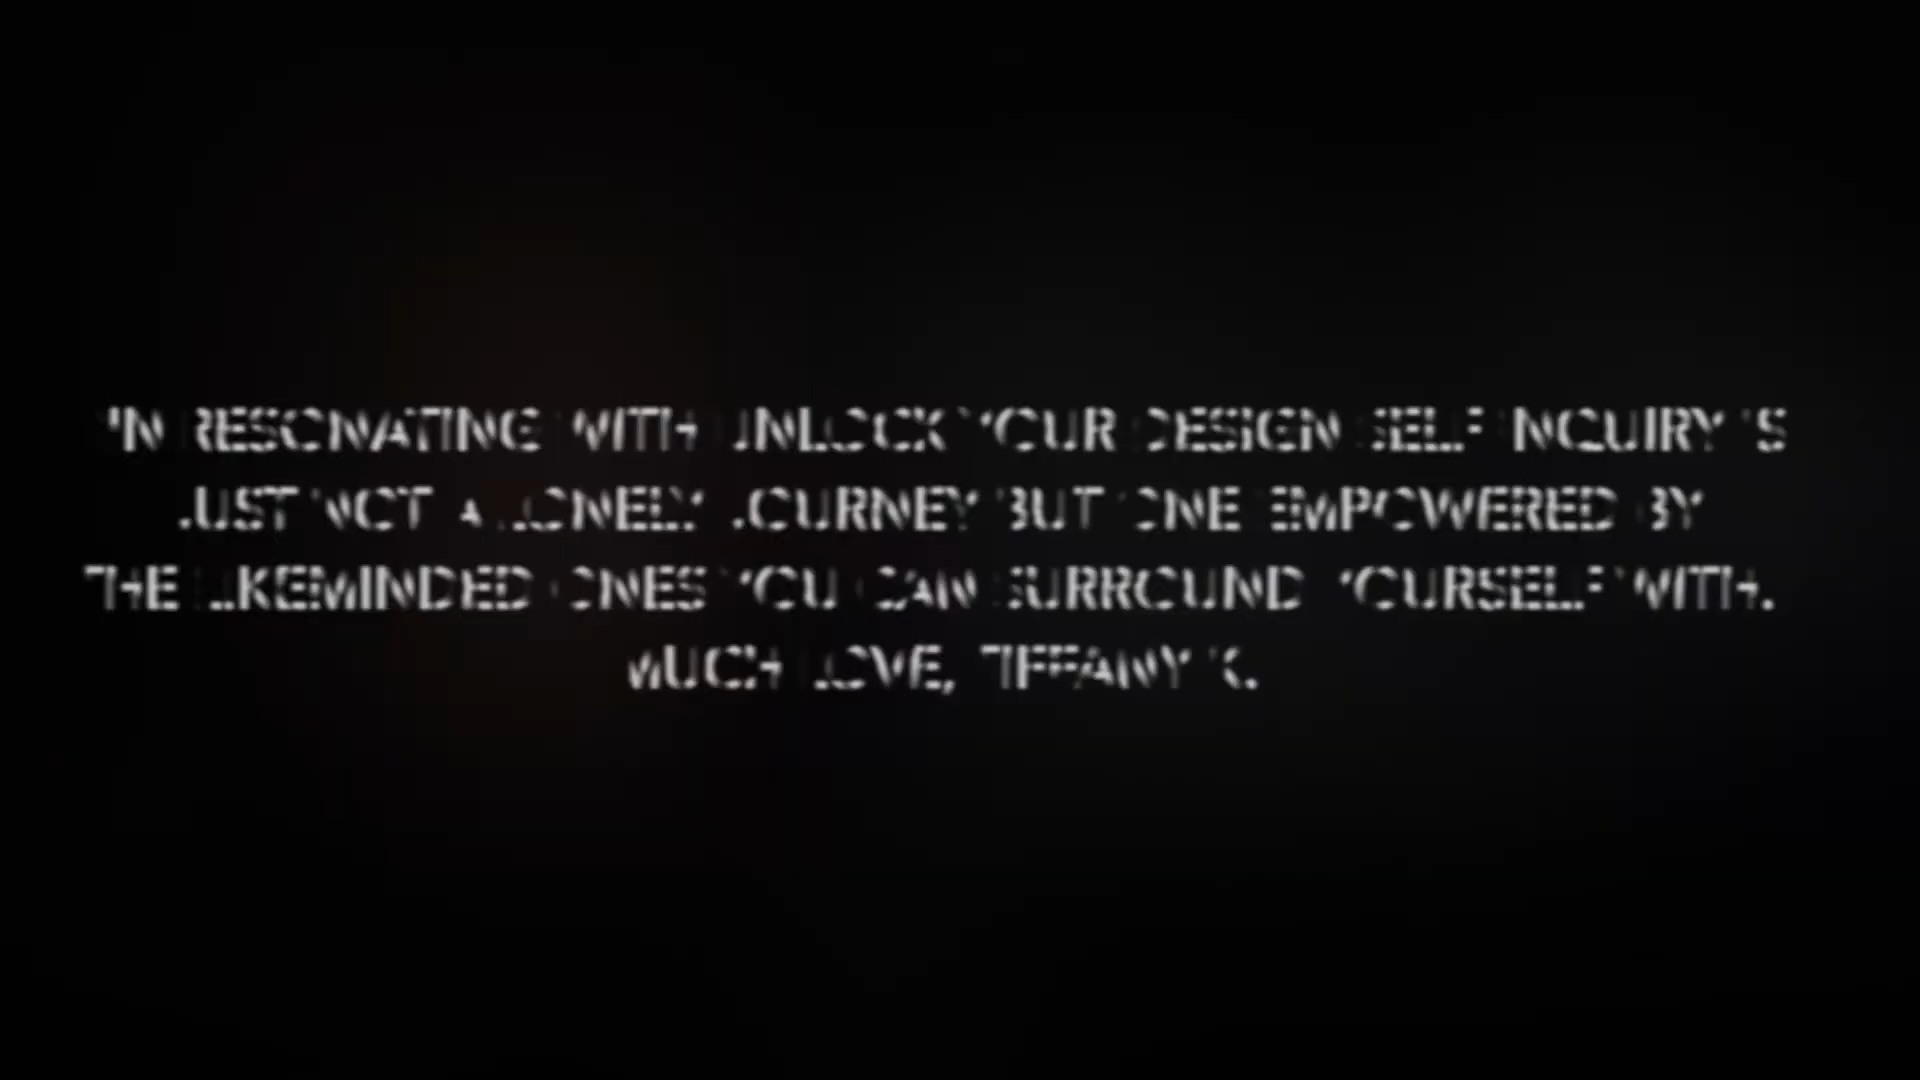 IN RESONATING WITH UNLOCK YOUR DESIGN SELF INQUIRY IS
JUST NOT A LONELY JOURNEY BUT ONE EMPOWERED BY
THE LIKEMINDED ONES YOU CAN SURROUND YOURSELF WITH.
MUCH LOVE, TIFFANY K.